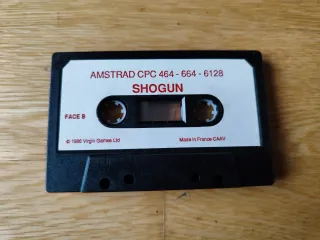 AMSTRAD CPC 464 - 664 - 6128
SHOGUN
FACE B
© 1986 Virgin Games Ltd
Made in France CAAV